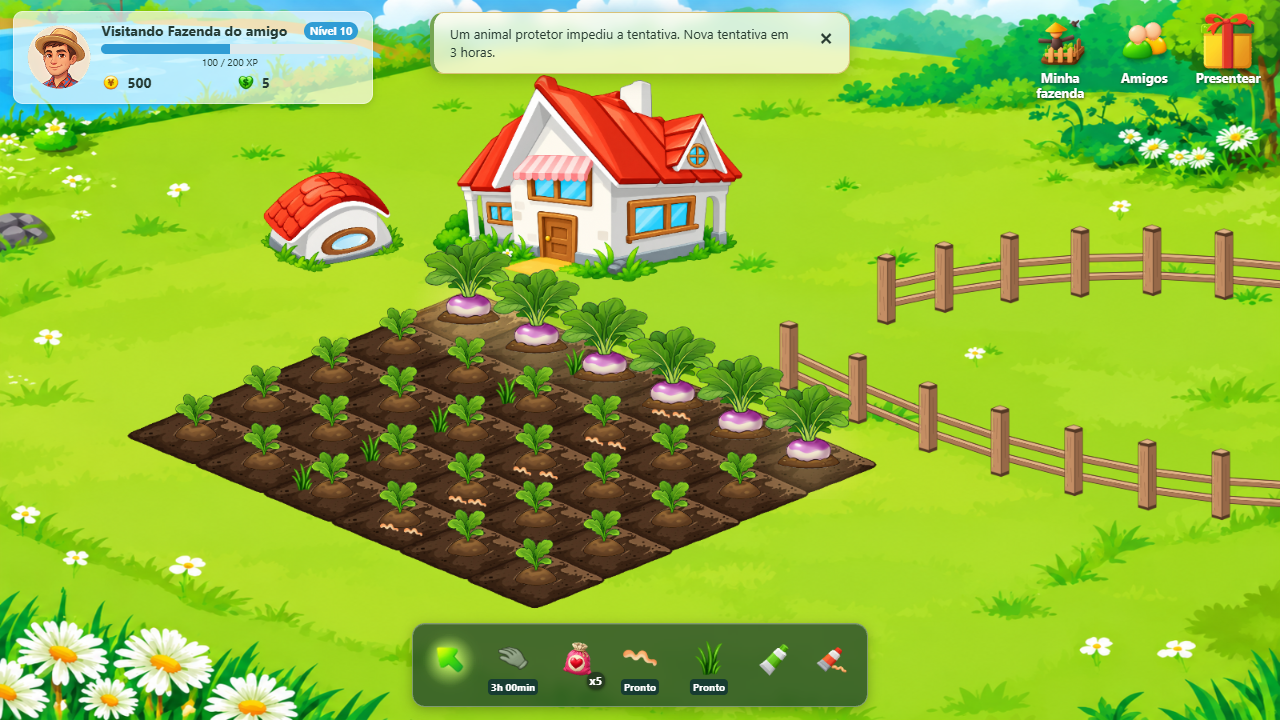 Visitando Fazenda do amigo
Nível 10
100 / 200 XP
500
5
Um animal protetor impediu a tentativa. Nova tentativa em
3 horas.
×
Minha
fazenda
Amigos
Presentear
3h 00min
x5
Pronto
Pronto